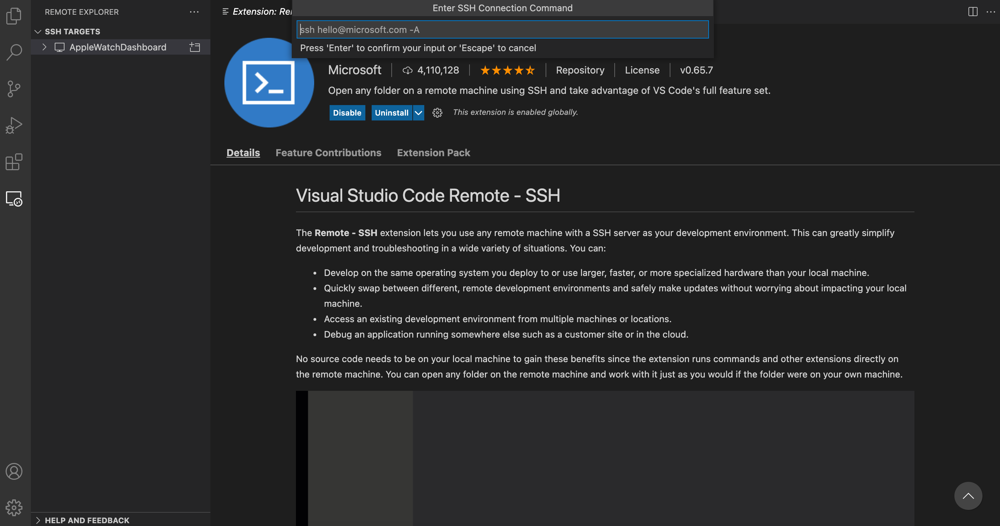 REMOTE EXPLORER
SSH TARGETS
AppleWatchDashboard
HELP AND FEEDBACK
Extension:
Enter SSH Connection Command
ssh hello@microsoft.com -A
Press 'Enter' to confirm your input or 'Escape' to cancel
Microsoft 4,110,128 Repository License v0.65.7
Open any folder on a remote machine using SSH and take advantage of VS Code's full feature set.
Disable Uninstall This extension is enabled globally.
Details Feature Contributions Extension Pack
Visual Studio Code Remote - SSH
The Remote - SSH extension lets you use any remote machine with a SSH server as your development environment. This can greatly simplify
development and troubleshooting in a wide variety of situations. You can:
• Develop on the same operating system you deploy to or use larger, faster, or more specialized hardware than your local machine.
• Quickly swap between different, remote development environments and safely make updates without worrying about impacting your local
machine.
• Access an existing development environment from multiple machines or locations.
• Debug an application running somewhere else such as a customer site or in the cloud.
No source code needs to be on your local machine to gain these benefits since the extension runs commands and other extensions directly on
the remote machine. You can open any folder on the remote machine and work with it just as you would if the folder were on your own machine.